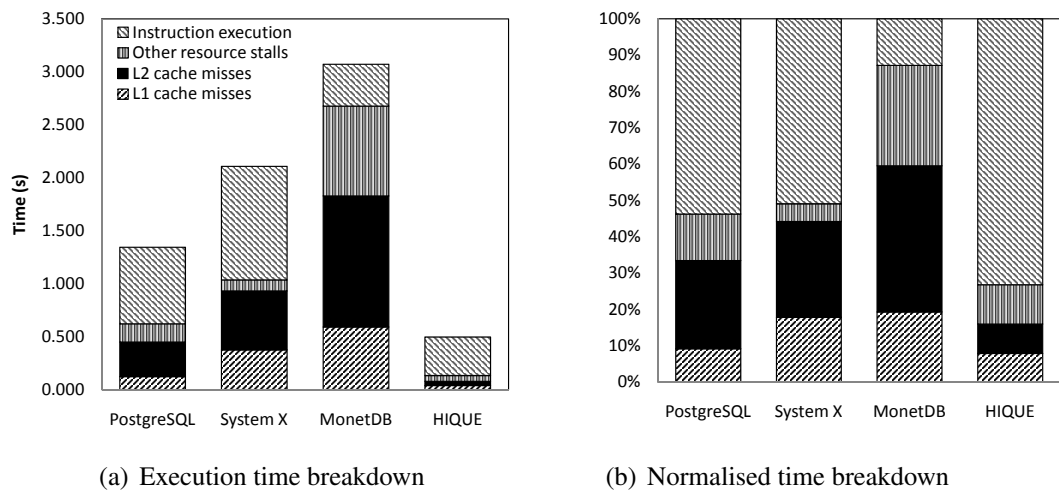 3.500
3.000
2.500
2.000
1.500
1.000
0.500
0.000
Time (s)
Instruction execution
Other resource stalls
L2 cache misses
L1 cache misses
PostgreSQL System X MonetDB HIQUE
(a) Execution time breakdown
100%
90%
80%
70%
60%
50%
40%
30%
20%
10%
0%
PostgreSQL System X MonetDB HIQUE
(b) Normalised time breakdown